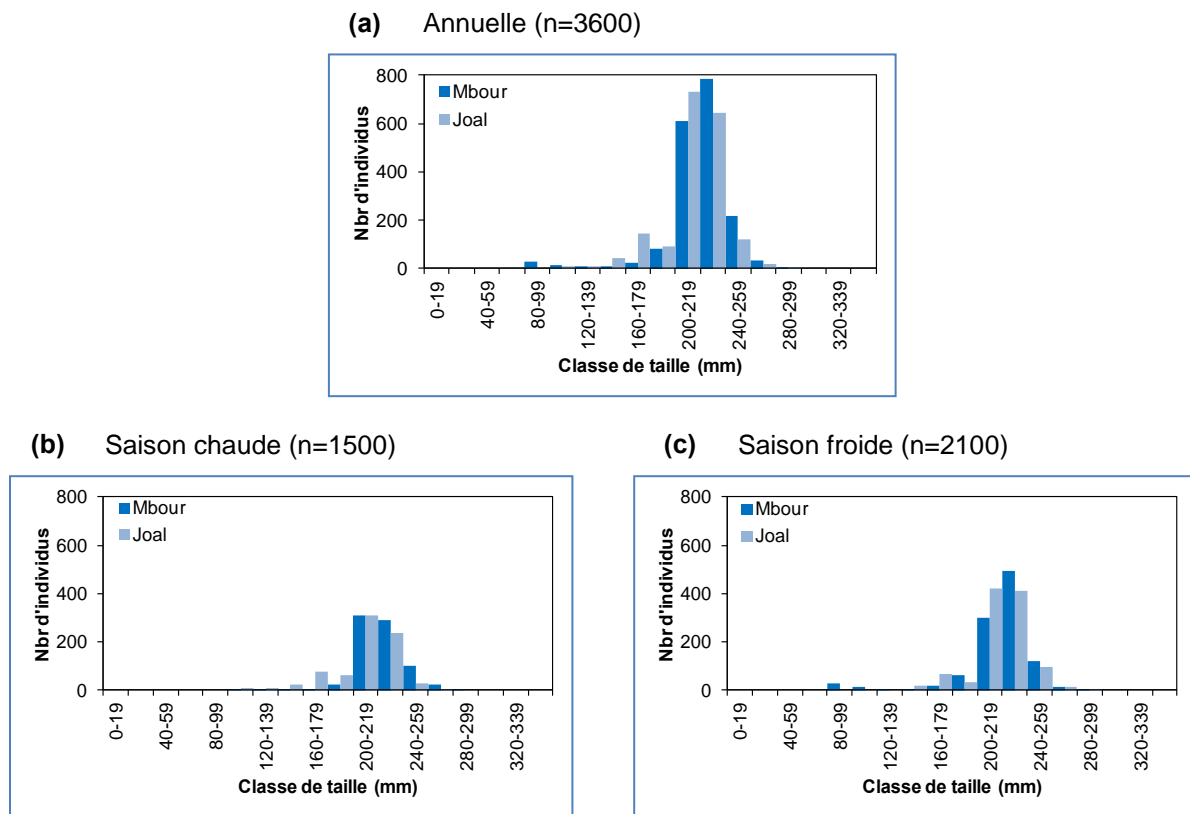 (a) Annuelle (n=3600)
800
600
400
200
0
Nbr d'individus
Mbour
Joal
0-19
40-59
80-99
120-139
160-179
200-219
240-259
280-299
320-339
Classe de taille (mm)
(b) Saison chaude (n=1500)
800
600
400
200
0
Nbr d'individus
Mbour
Joal
0-19
40-59
80-99
120-139
160-179
200-219
240-259
280-299
320-339
Classe de taille (mm)
(c) Saison froide (n=2100)
800
600
400
200
0
Nbr d'individus
Mbour
Joal
0-19
40-59
80-99
120-139
160-179
200-219
240-259
280-299
320-339
Classe de taille (mm)